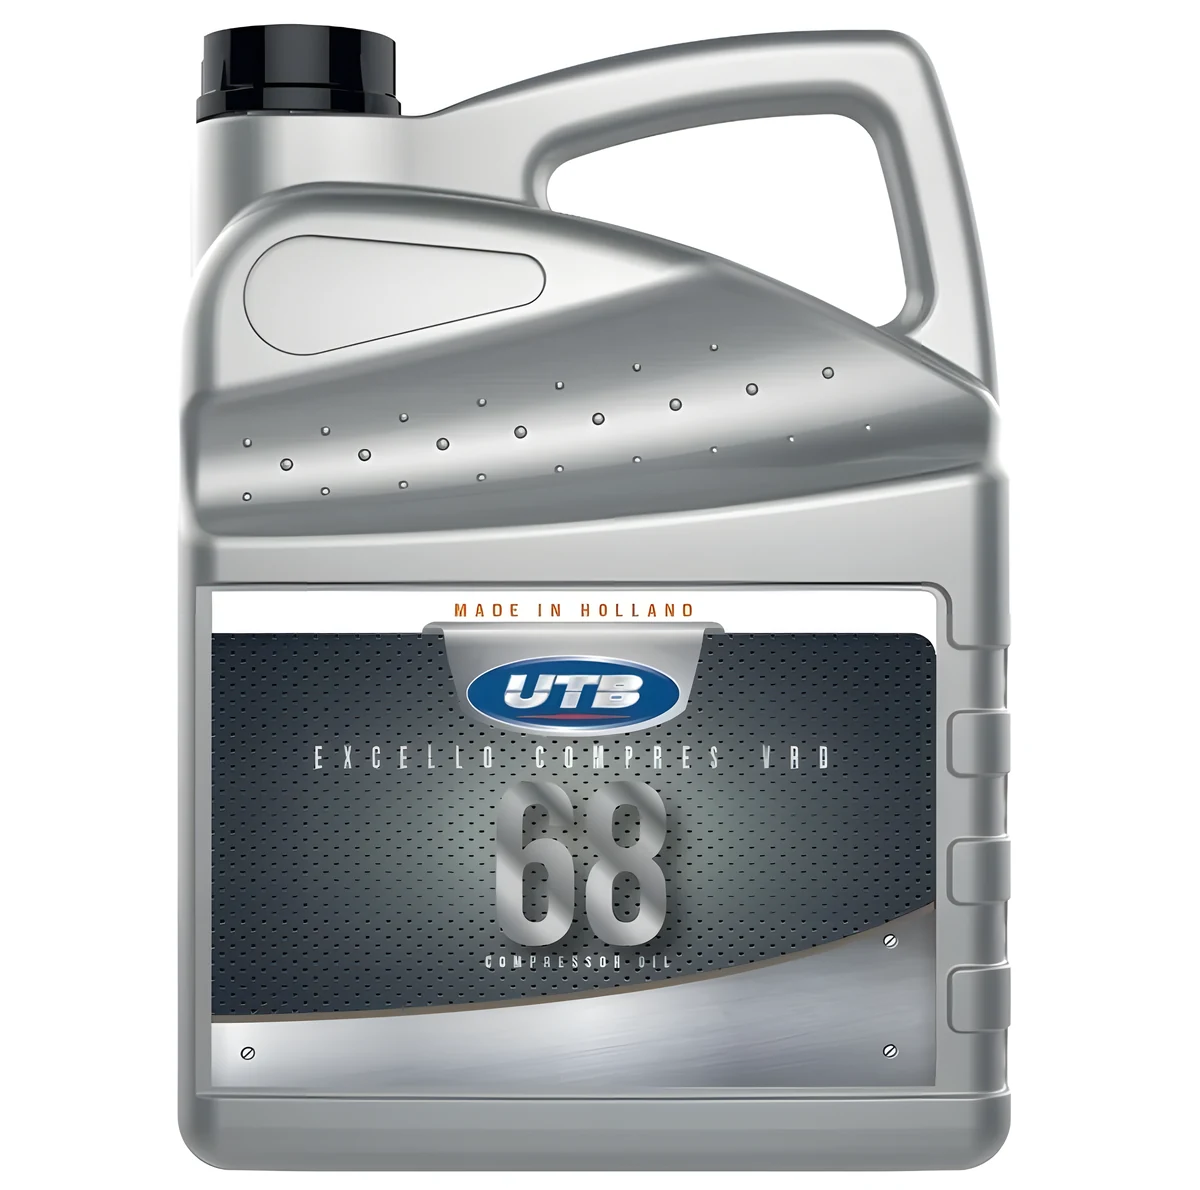 MADE IN HOLLAND
UTB
EXCELLO COMPRES VRD
68
COMPRESSOR OIL